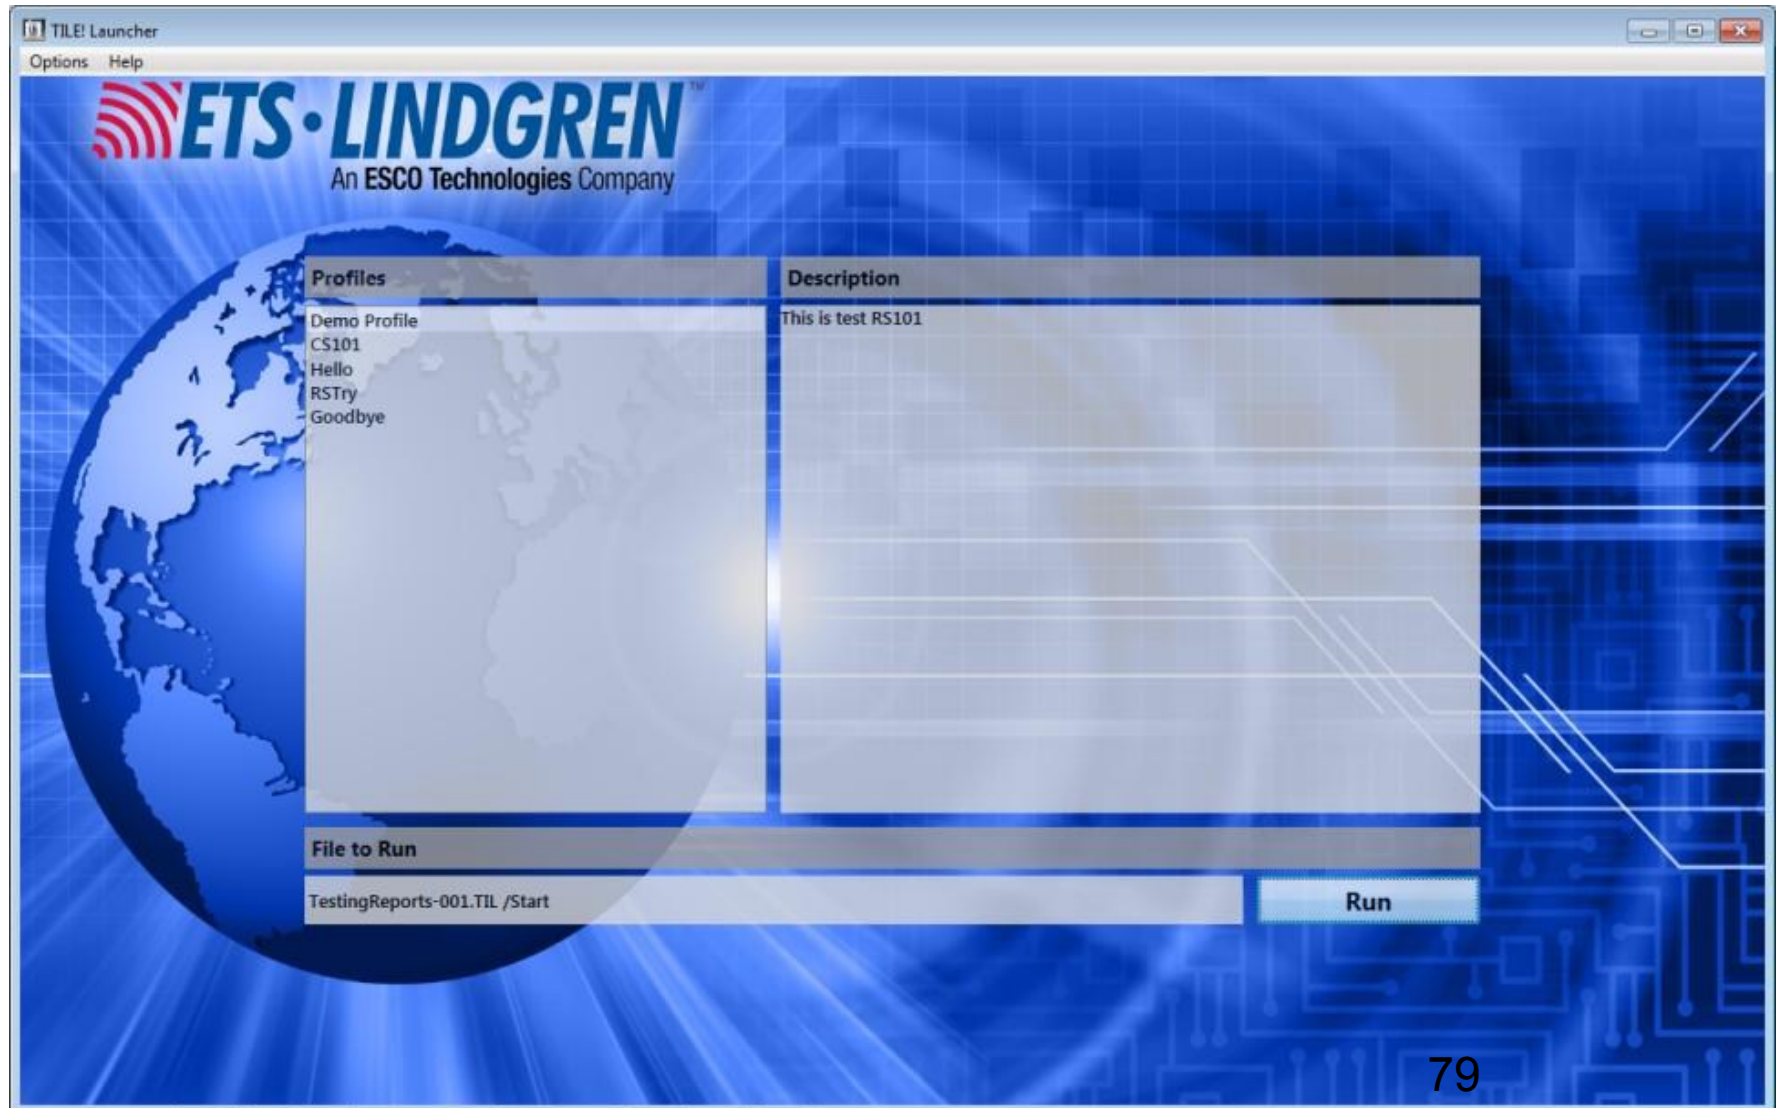 TILE! Launcher
Options Help
ETS·LINDGREN™
An ESCO Technologies Company
Profiles
Demo Profile
CS101
Hello
RSTry
Goodbye
Description
This is test RS101
File to Run
TestingReports-001.TIL /Start
Run
79